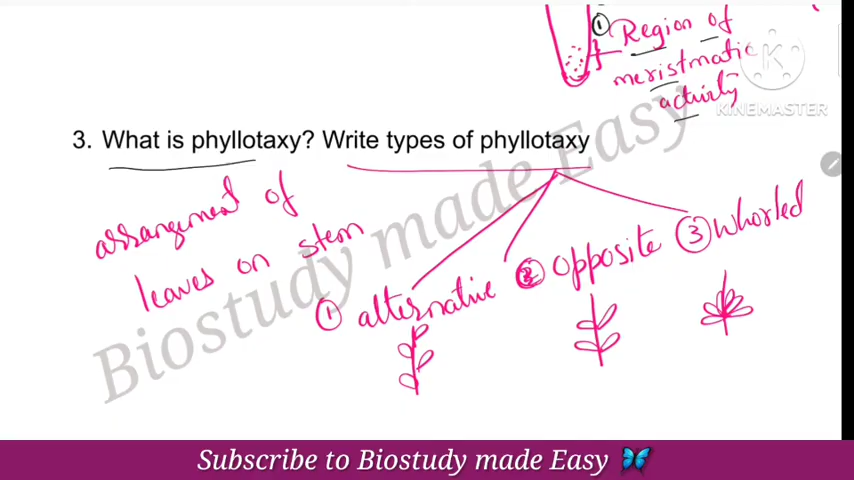 ① Region of
meristmatic
activity
KINEMASTER
3. What is phyllotaxy? Write types of phyllotaxy
arrangement of
leaves on stem
① alternative ② opposite ③ whorled
Biostudy made Easy
Subscribe to Biostudy made Easy 🦋